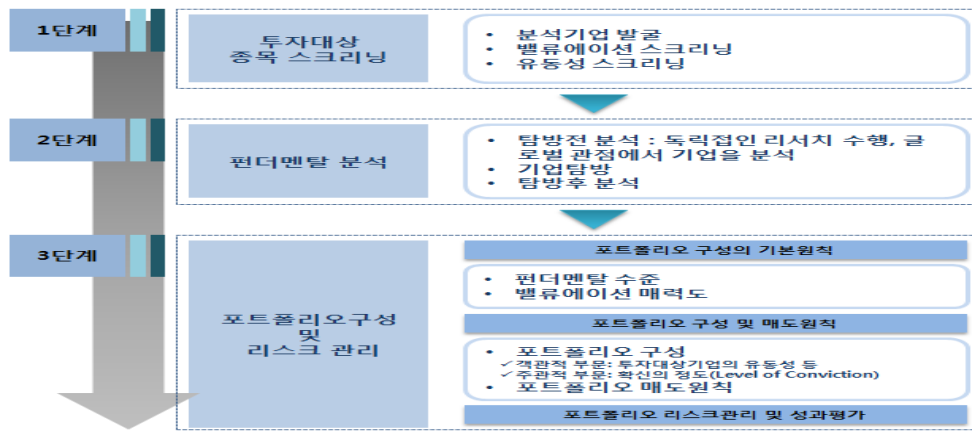 1단계
투자대상
종목 스크리닝
• 분석기업 발굴
• 밸류에이션 스크리닝
• 유동성 스크리닝
2단계
펀더멘탈 분석
• 탐방전 분석 : 독립접인 리서치 수행, 글
로벌 관점에서 기업을 분석
• 기업탐방
• 탐방후 분석
3단계
포트폴리오구성
및
리스크 관리
포트폴리오 구성의 기본원칙
• 펀더멘탈 수준
• 밸류에이션 매력도
포트폴리오 구성 및 매도원칙
• 포트폴리오 구성
✓객관적 부문: 투자대상기업의 유동성 등
✓주관적 부문: 확신의 정도(Level of Conviction)
• 포트폴리오 매도원칙
포트폴리오 리스크관리 및 성과평가